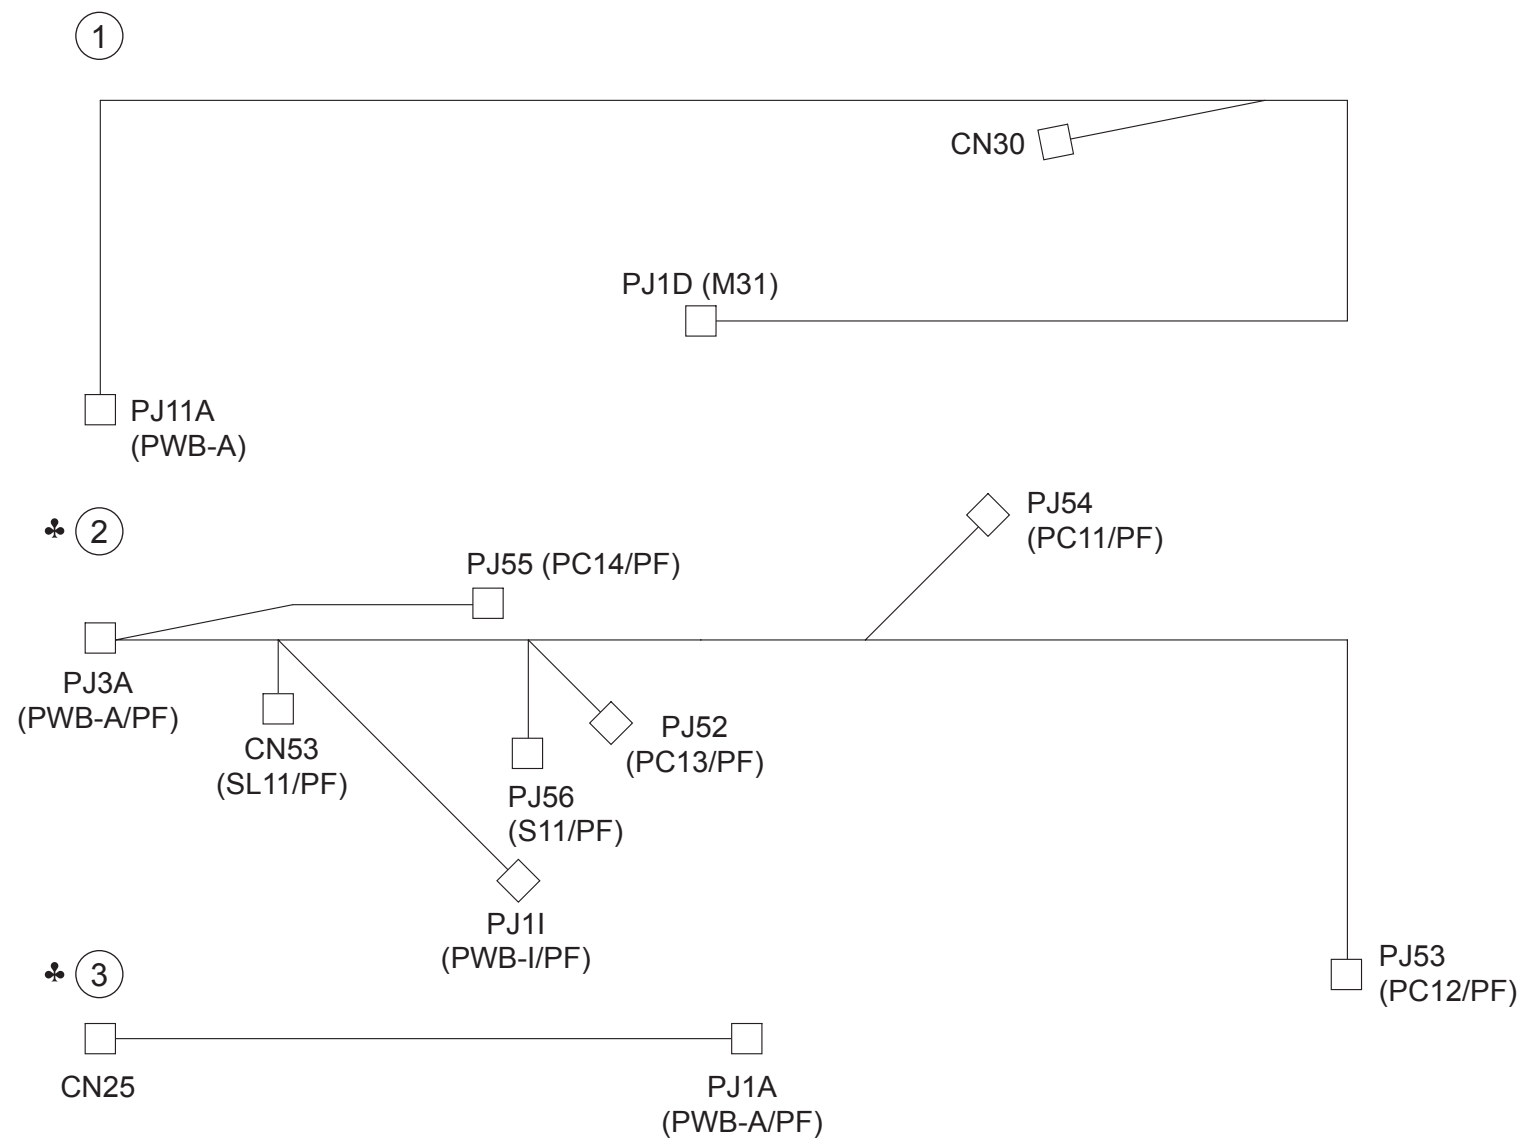 1
CN30
PJ1D (M31)
PJ11A
(PWB-A)
♣ 2
PJ54
(PC11/PF)
PJ55 (PC14/PF)
PJ3A
(PWB-A/PF)
CN53
(SL11/PF)
PJ52
(PC13/PF)
PJ56
(S11/PF)
PJ1I
(PWB-I/PF)
♣ 3
PJ53
(PC12/PF)
CN25
PJ1A
(PWB-A/PF)